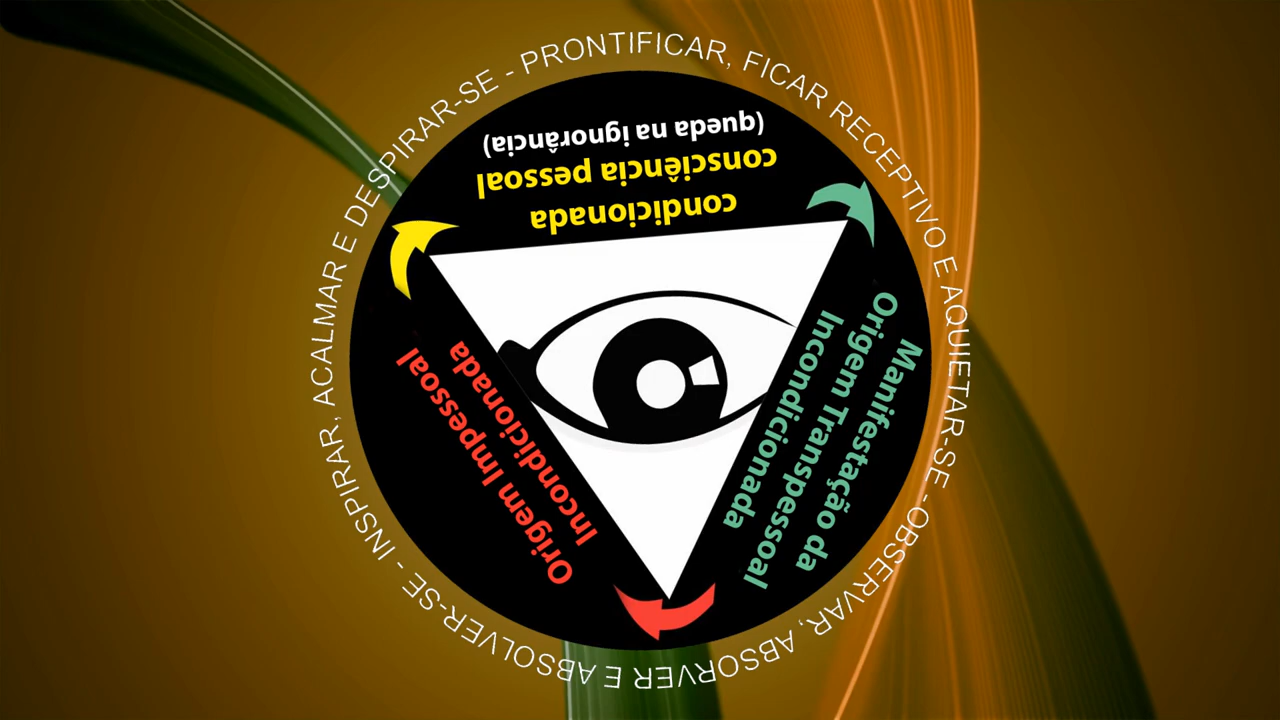 PRONTIFICAR, FICAR RECEPTIVO E AQUIETAR-SE - OBSERVAR, ABSORVER E ABSOLVER-SE - INSPIRAR, ACALMAR E DESPIRAR-SE -
condicionada
consciência pessoal
(queda na ignorância)
Manifestação da
Origem Transpessoal
Incondicionada
Origem Impessoal
Incondicionada